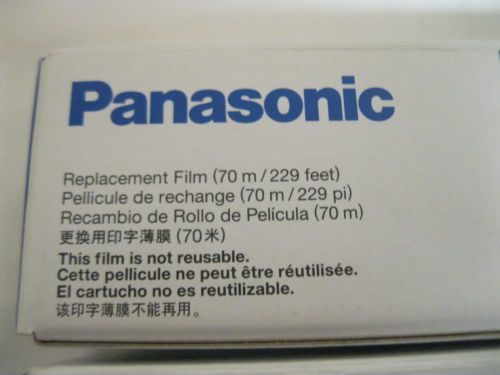 Panasonic
Replacement Film (70 m / 229 feet)
Pellicule de rechange (70 m / 229 pi)
Recambio de Rollo de Película (70 m)
更换用印字薄膜 (70米)
This film is not reusable.
Cette pellicule ne peut être réutilisée.
El cartucho no es reutilizable.
该印字薄膜不能再用。